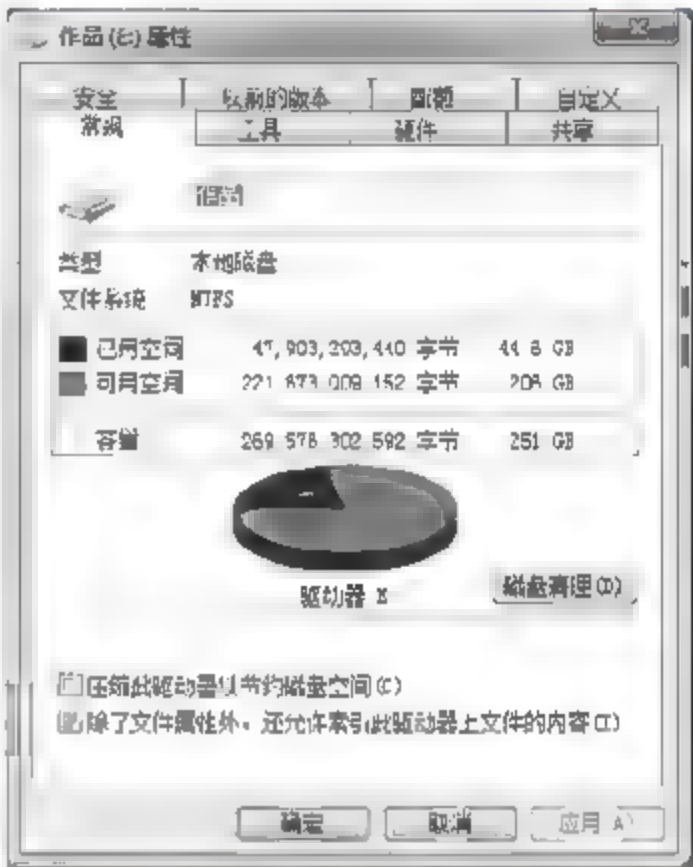 作品(E:) 属性
安全 以前的版本 配额 自定义
常规 工具 硬件 共享
作品
类型 本地磁盘
文件系统 NTFS
已用空间 47,903,293,440 字节 44.6 GB
可用空间 221 673 009 152 字节 206 GB
容量 269 576 302 592 字节 251 GB
驱动器 E
磁盘清理(D)
压缩此驱动器以节约磁盘空间(C)
除了文件属性外，还允许索引此驱动器上文件的内容(I)
确定 取消 应用(A)